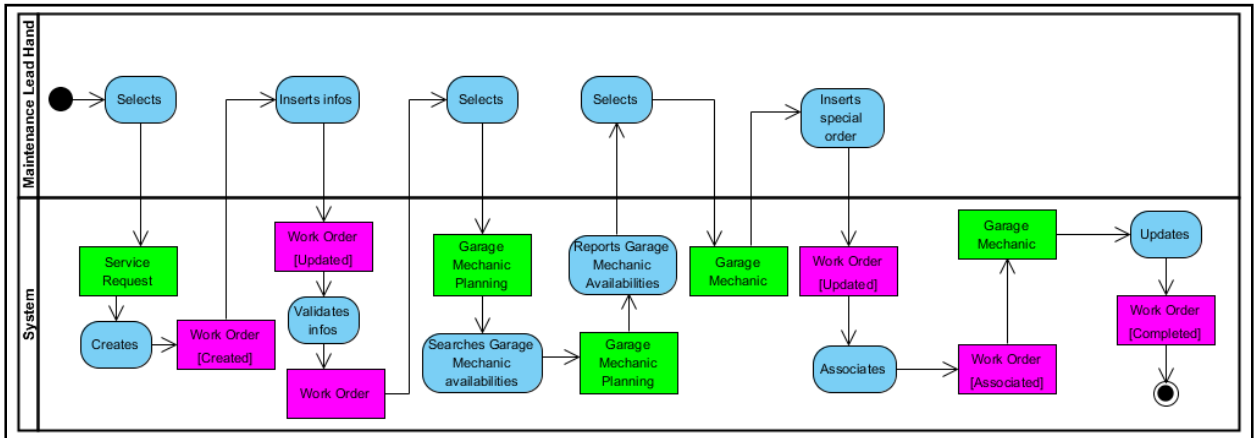 Maintenance Lead Hand
Selects
Inserts infos
Selects
Selects
Inserts
special
order
System
Service
Request
Creates
Work Order
[Created]
Work Order
[Updated]
Validates
infos
Work Order
Garage
Mechanic
Planning
Searches Garage
Mechanic
availabilities
Garage
Mechanic
Planning
Reports Garage
Mechanic
Availabilities
Garage
Mechanic
Work Order
[Updated]
Associates
Work Order
[Associated]
Garage
Mechanic
Updates
Work Order
[Completed]